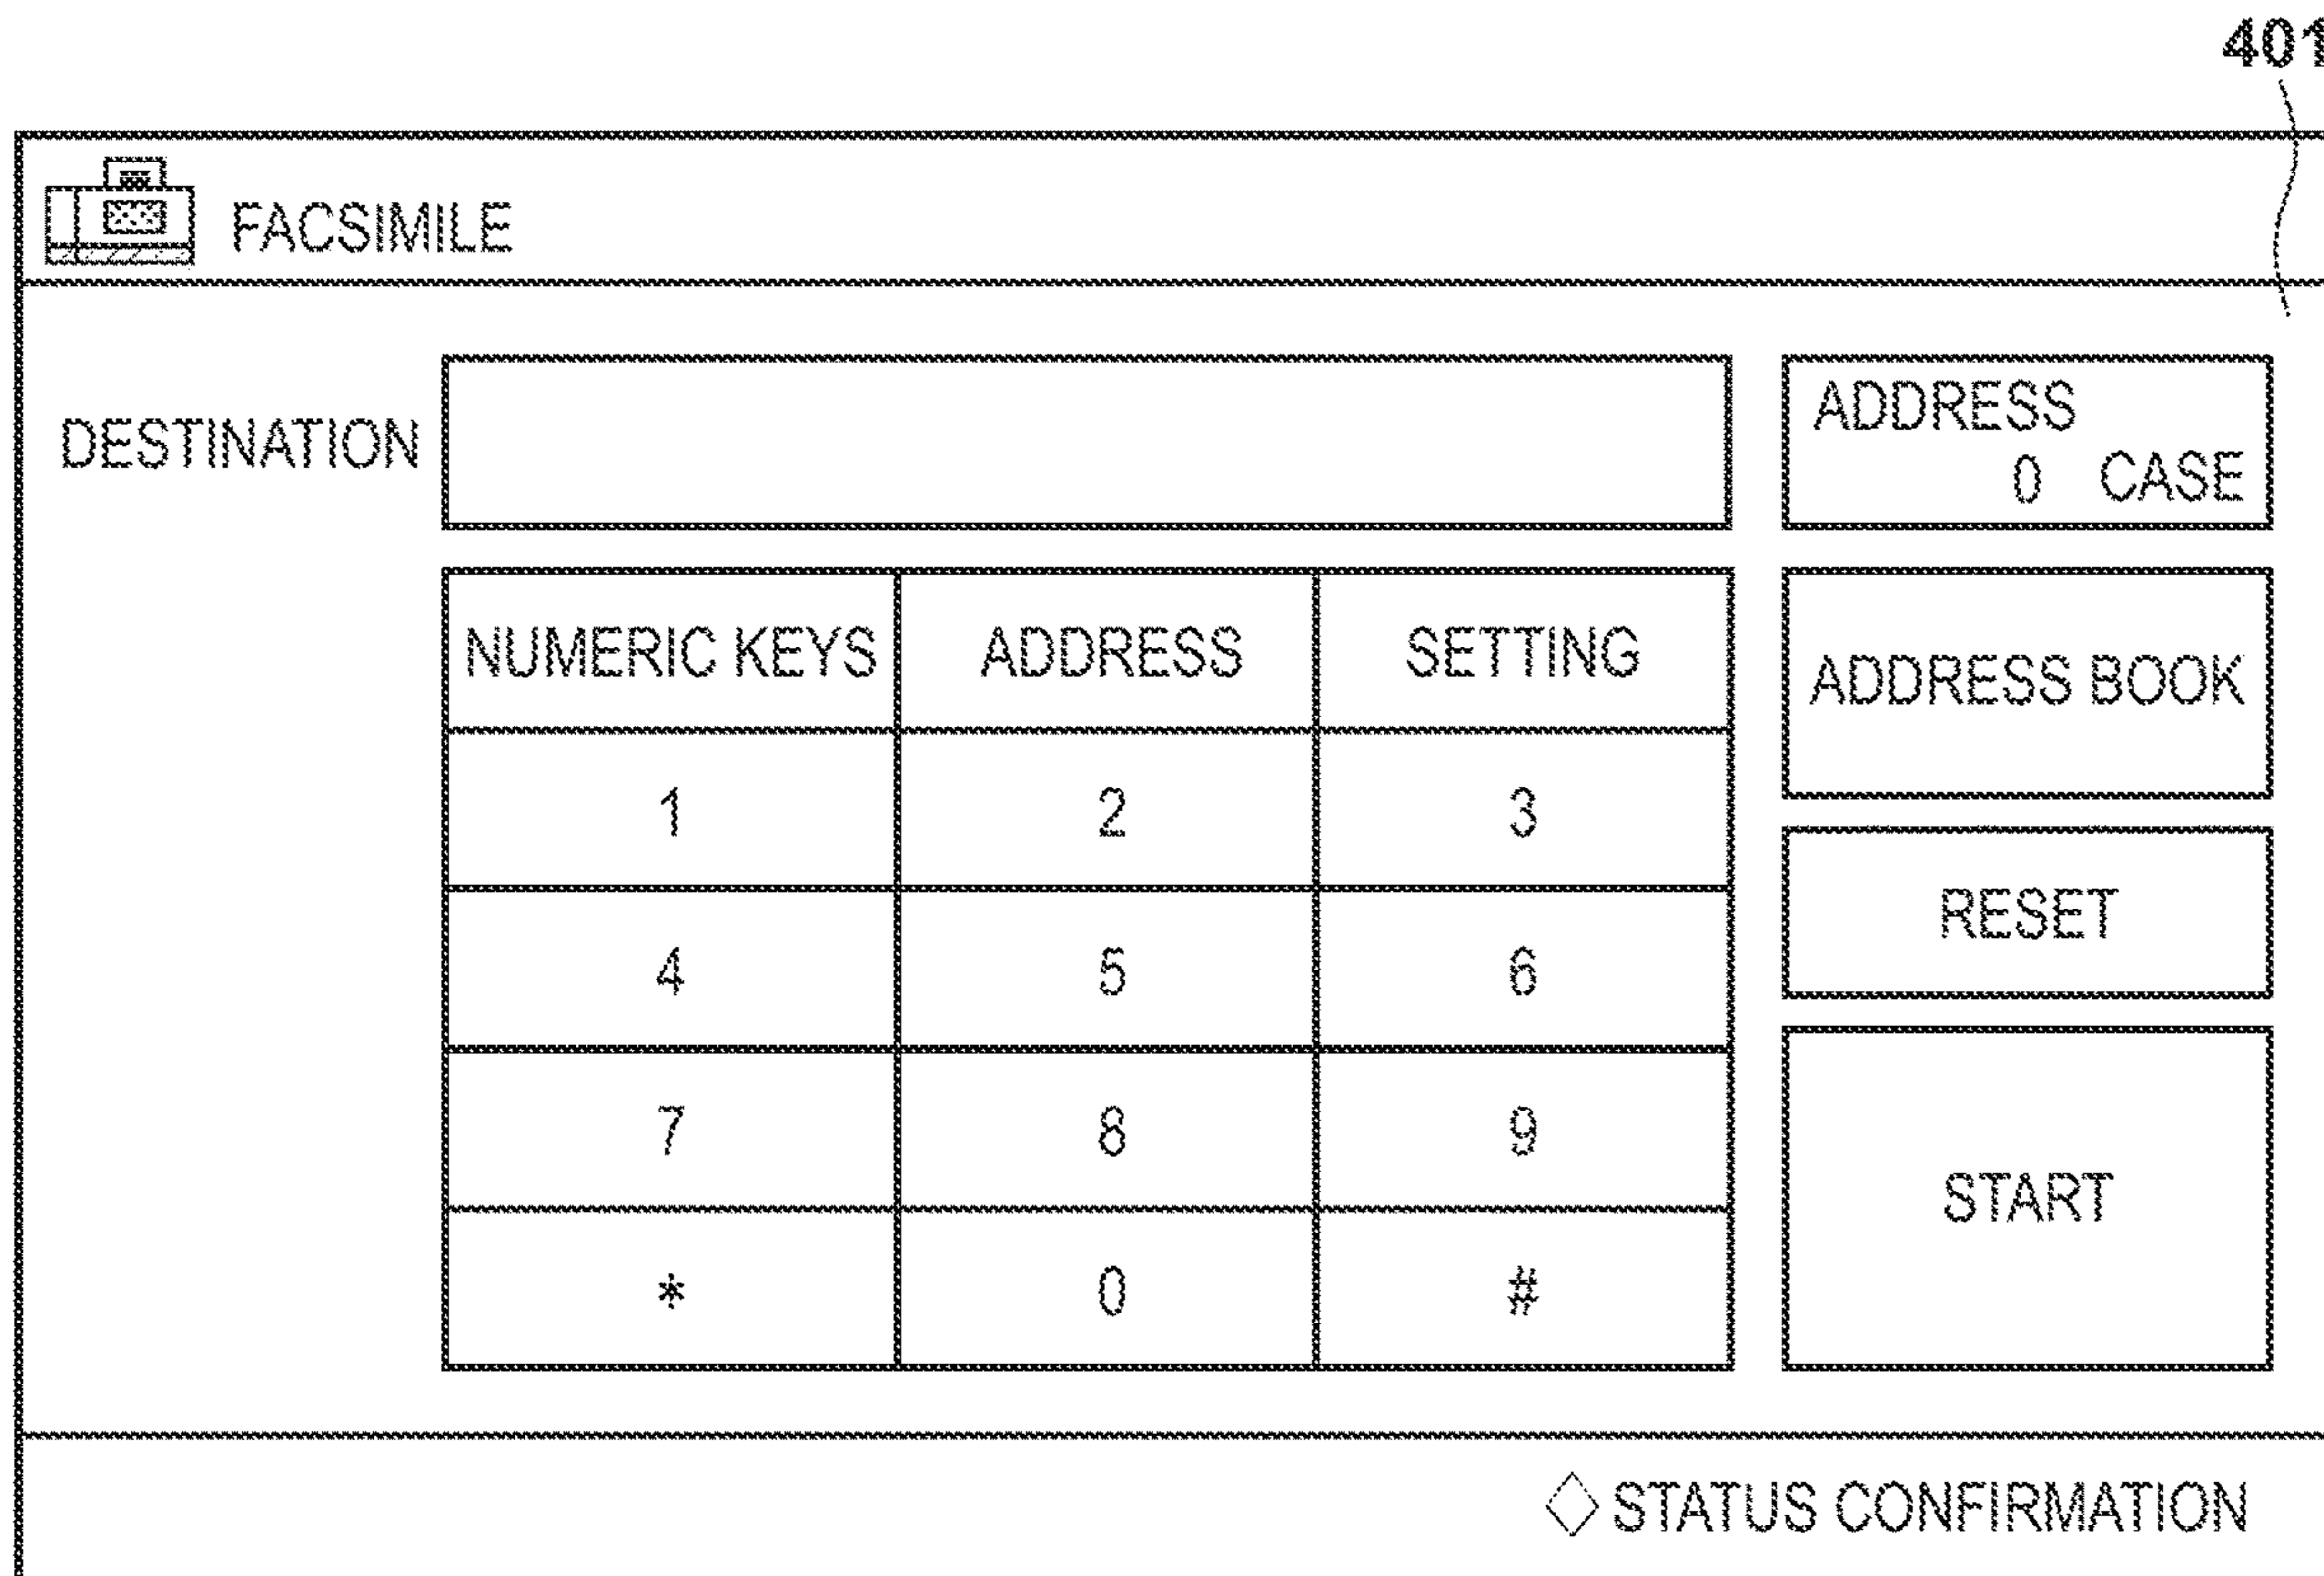 401
FACSIMILE
DESTINATION
ADDRESS
0 CASE
NUMERIC KEYS ADDRESS SETTING
ADDRESS BOOK
1 2 3
4 5 6
RESET
7 8 9
START
* 0 #
◇ STATUS CONFIRMATION